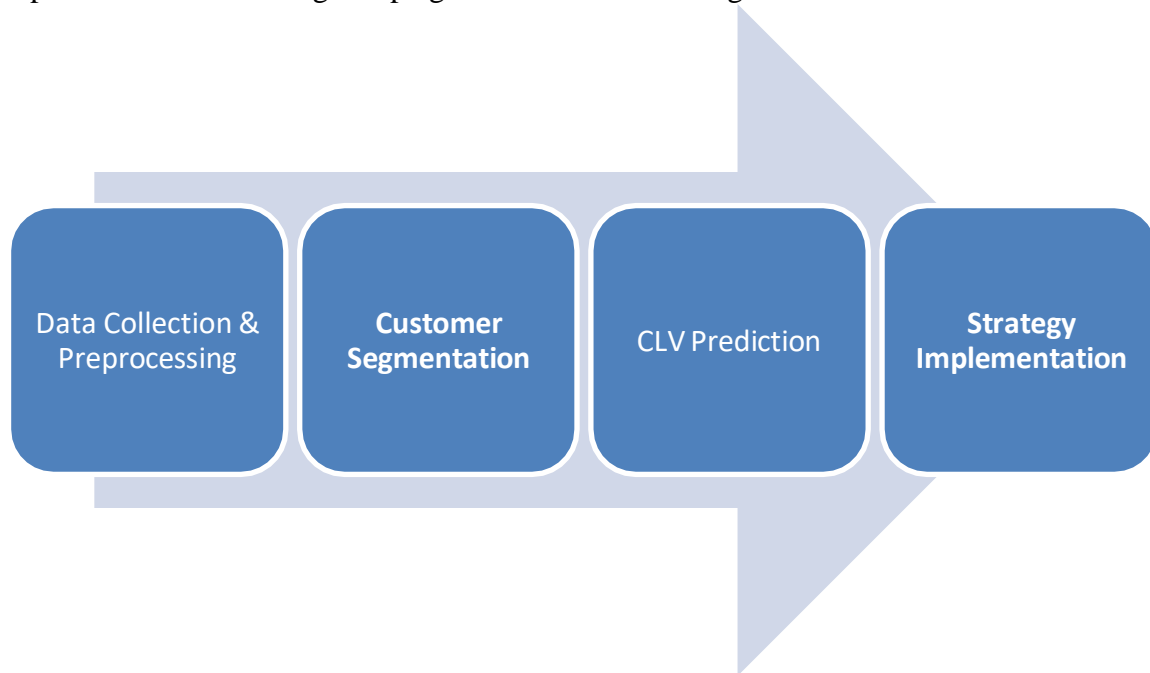 Data Collection &
Preprocessing
Customer
Segmentation
CLV Prediction
Strategy
Implementation